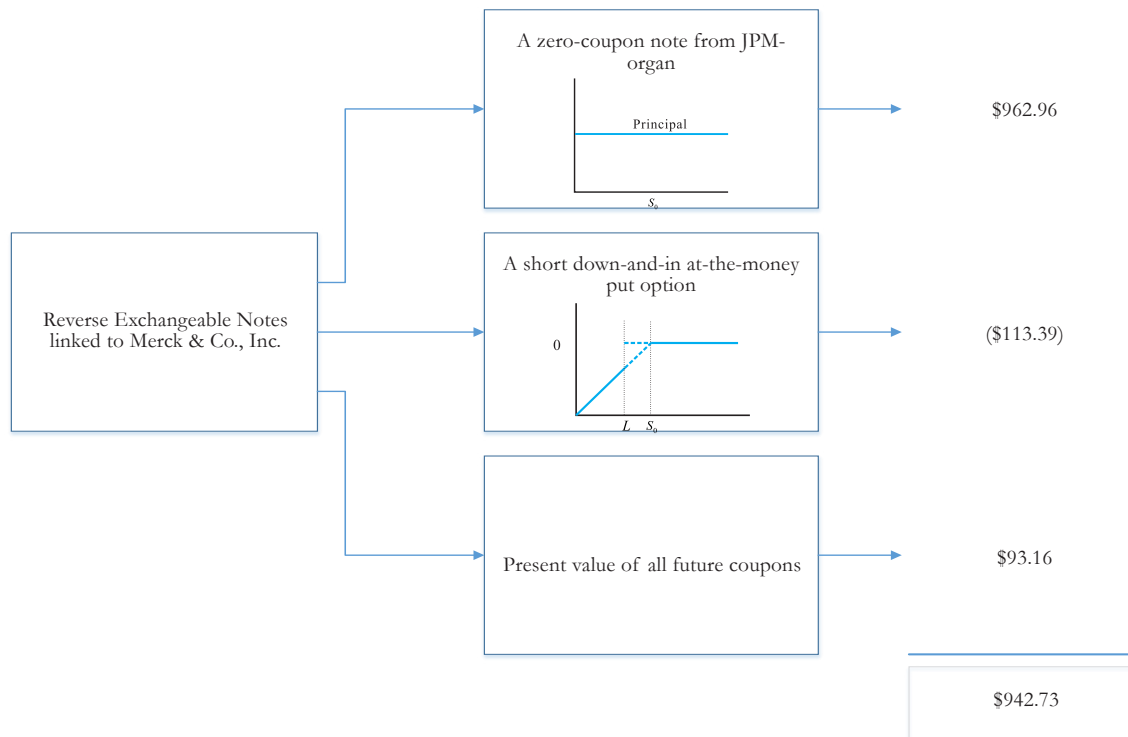 A zero-coupon note from JPM-
organ
Principal
S₀
$962.96
Reverse Exchangeable Notes
linked to Merck & Co., Inc.
A short down-and-in at-the-money
put option
0
L S₀
($113.39)
Present value of all future coupons
$93.16
$942.73